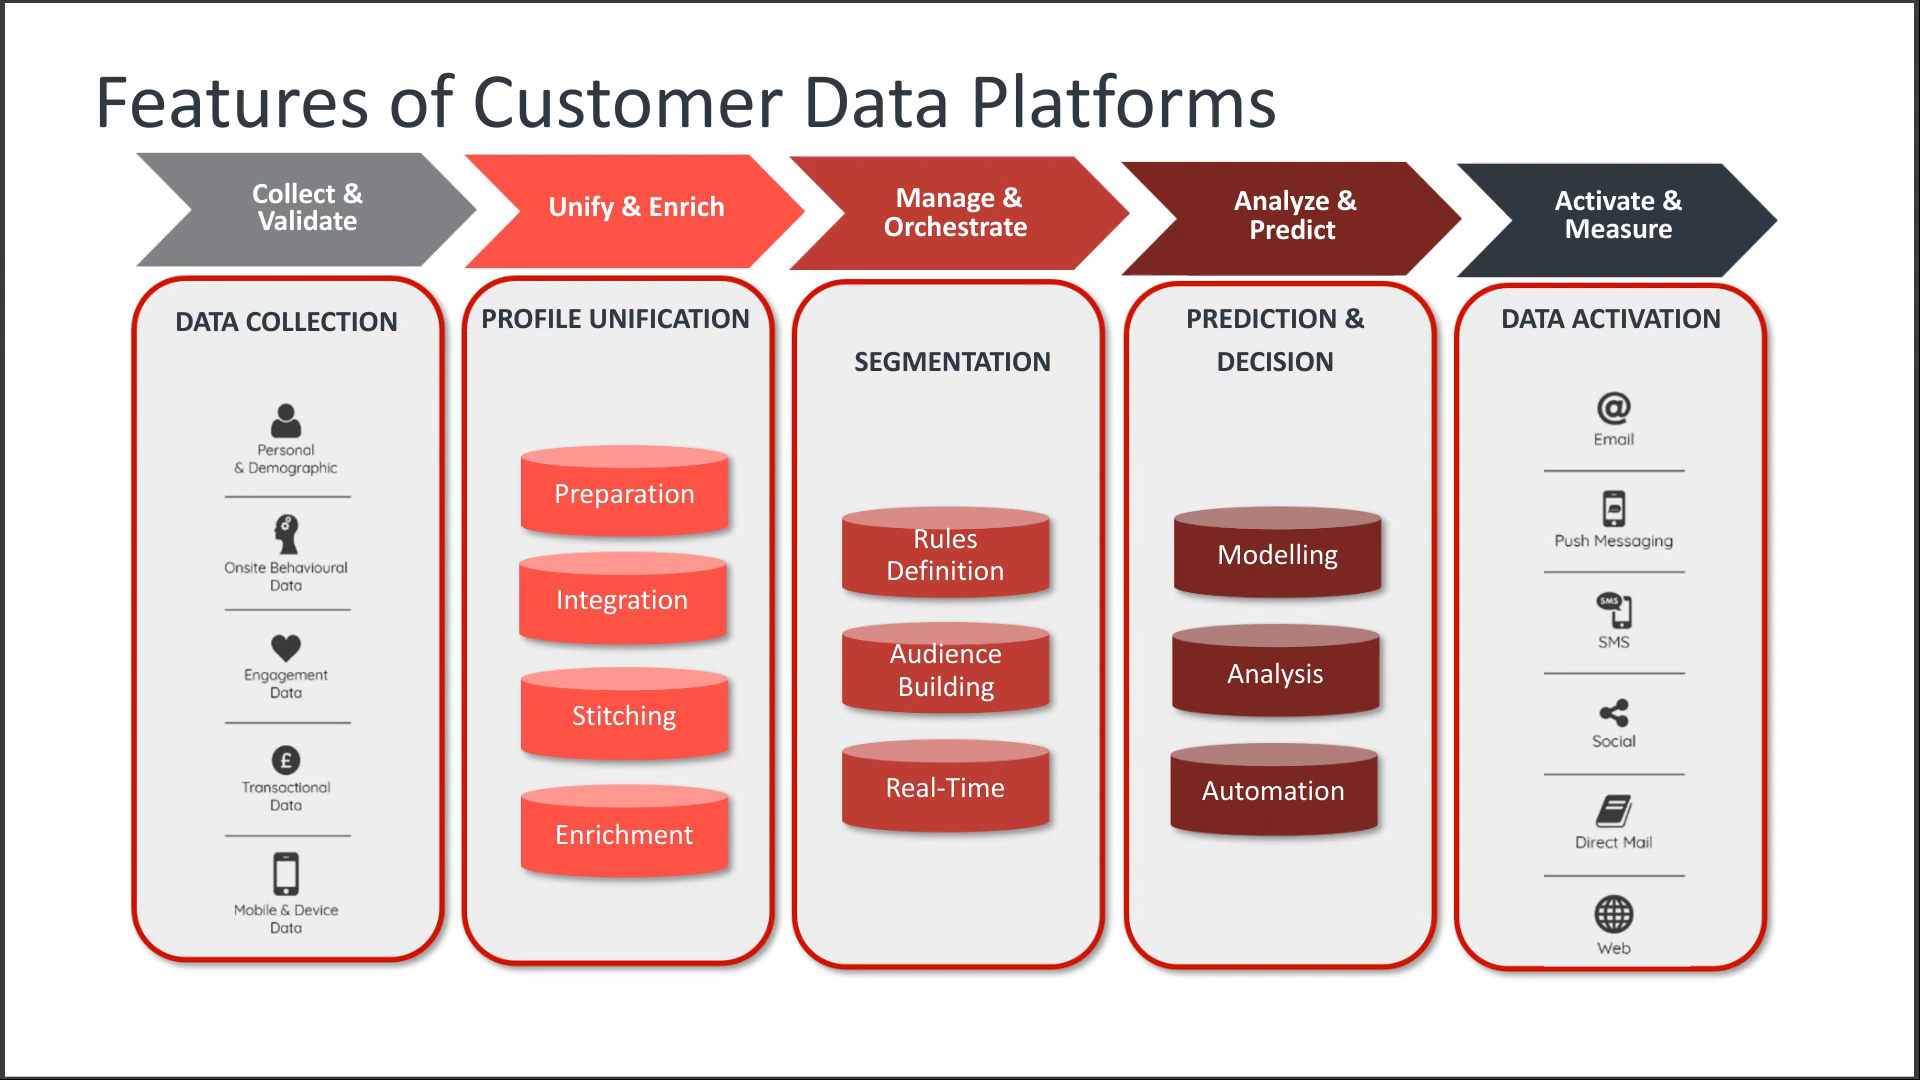 Features of Customer Data Platforms
Collect &
Validate
Unify & Enrich
Manage &
Orchestrate
Analyze &
Predict
Activate &
Measure
DATA COLLECTION
Personal
& Demographic
Onsite Behavioural
Data
Engagement
Data
£
Transactional
Data
Mobile & Device
Data
PROFILE UNIFICATION
Preparation
Integration
Stitching
Enrichment
SEGMENTATION
Rules
Definition
Audience
Building
Real-Time
PREDICTION &
DECISION
Modelling
Analysis
Automation
DATA ACTIVATION
@
Email
Push Messaging
SMS
SMS
Social
Direct Mail
Web